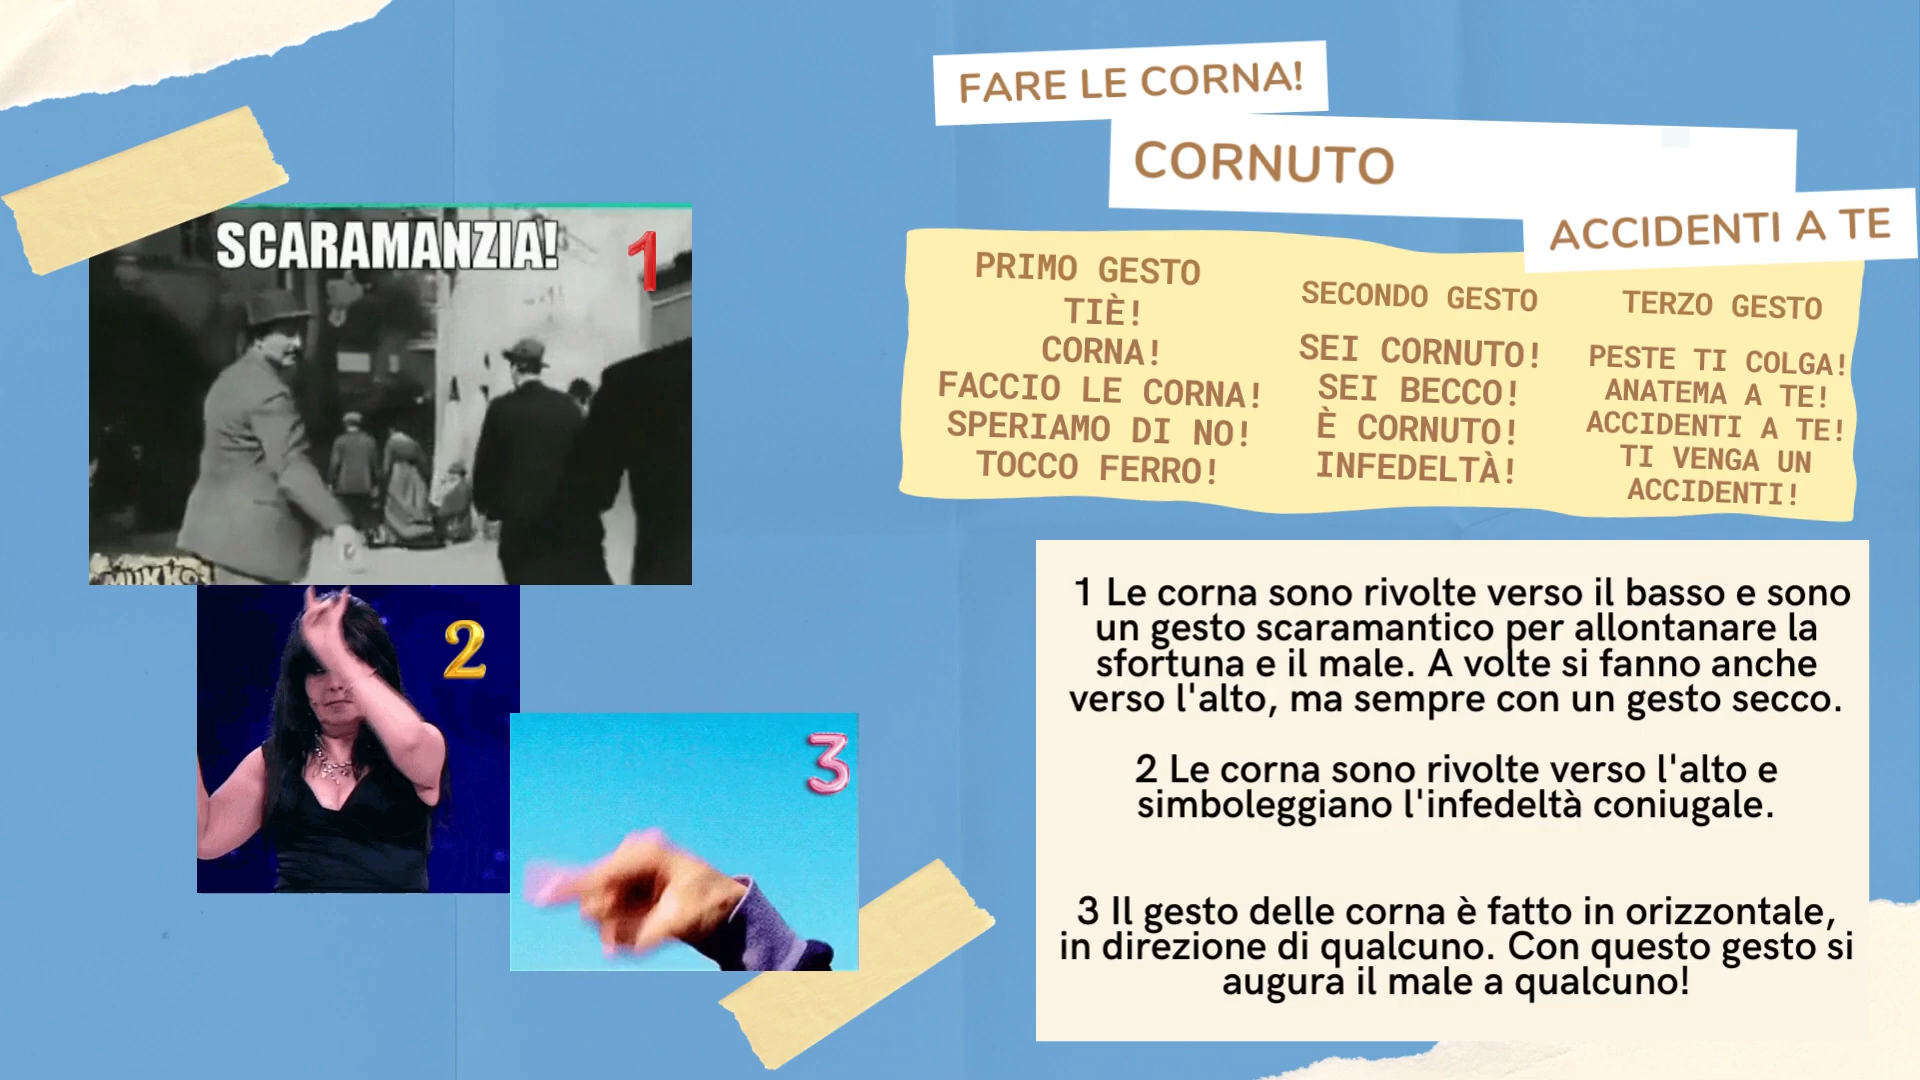 FARE LE CORNA!
CORNUTO
ACCIDENTI A TE
SCARAMANZIA!
1
MUKKO
2
3
PRIMO GESTO
TIÈ!
CORNA!
FACCIO LE CORNA!
SPERIAMO DI NO!
TOCCO FERRO!
SECONDO GESTO
SEI CORNUTO!
SEI BECCO!
È CORNUTO!
INFEDELTÀ!
TERZO GESTO
PESTE TI COLGA!
ANATEMA A TE!
ACCIDENTI A TE!
TI VENGA UN
ACCIDENTI!
1 Le corna sono rivolte verso il basso e sono
un gesto scaramantico per allontanare la
sfortuna e il male. A volte si fanno anche
verso l'alto, ma sempre con un gesto secco.
2 Le corna sono rivolte verso l'alto e
simboleggiano l'infedeltà coniugale.
3 Il gesto delle corna è fatto in orizzontale,
in direzione di qualcuno. Con questo gesto si
augura il male a qualcuno!